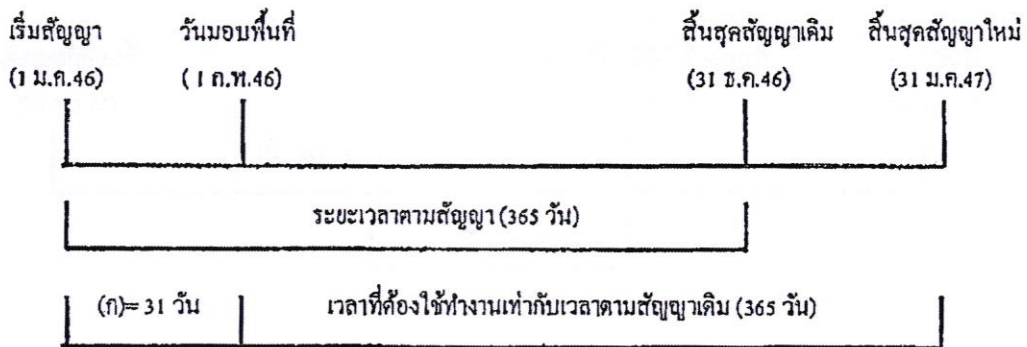 เริ่มสัญญา วันมอบพื้นที่ สิ้นสุดสัญญาเดิม สิ้นสุดสัญญาใหม่
(1 ม.ค.46) ( 1 ก.พ.46) (31 ธ.ค.46) (31 ม.ค.47)
ระยะเวลาตามสัญญา (365 วัน)
(ก)= 31 วัน เวลาที่ต้องใช้ทำงานเท่ากับเวลาตามสัญญาเดิม (365 วัน)